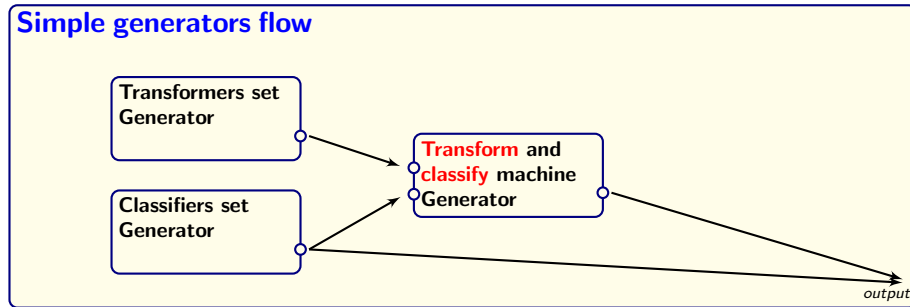 Simple generators flow
Transformers set
Generator
Transform and
classify machine
Generator
Classifiers set
Generator
output